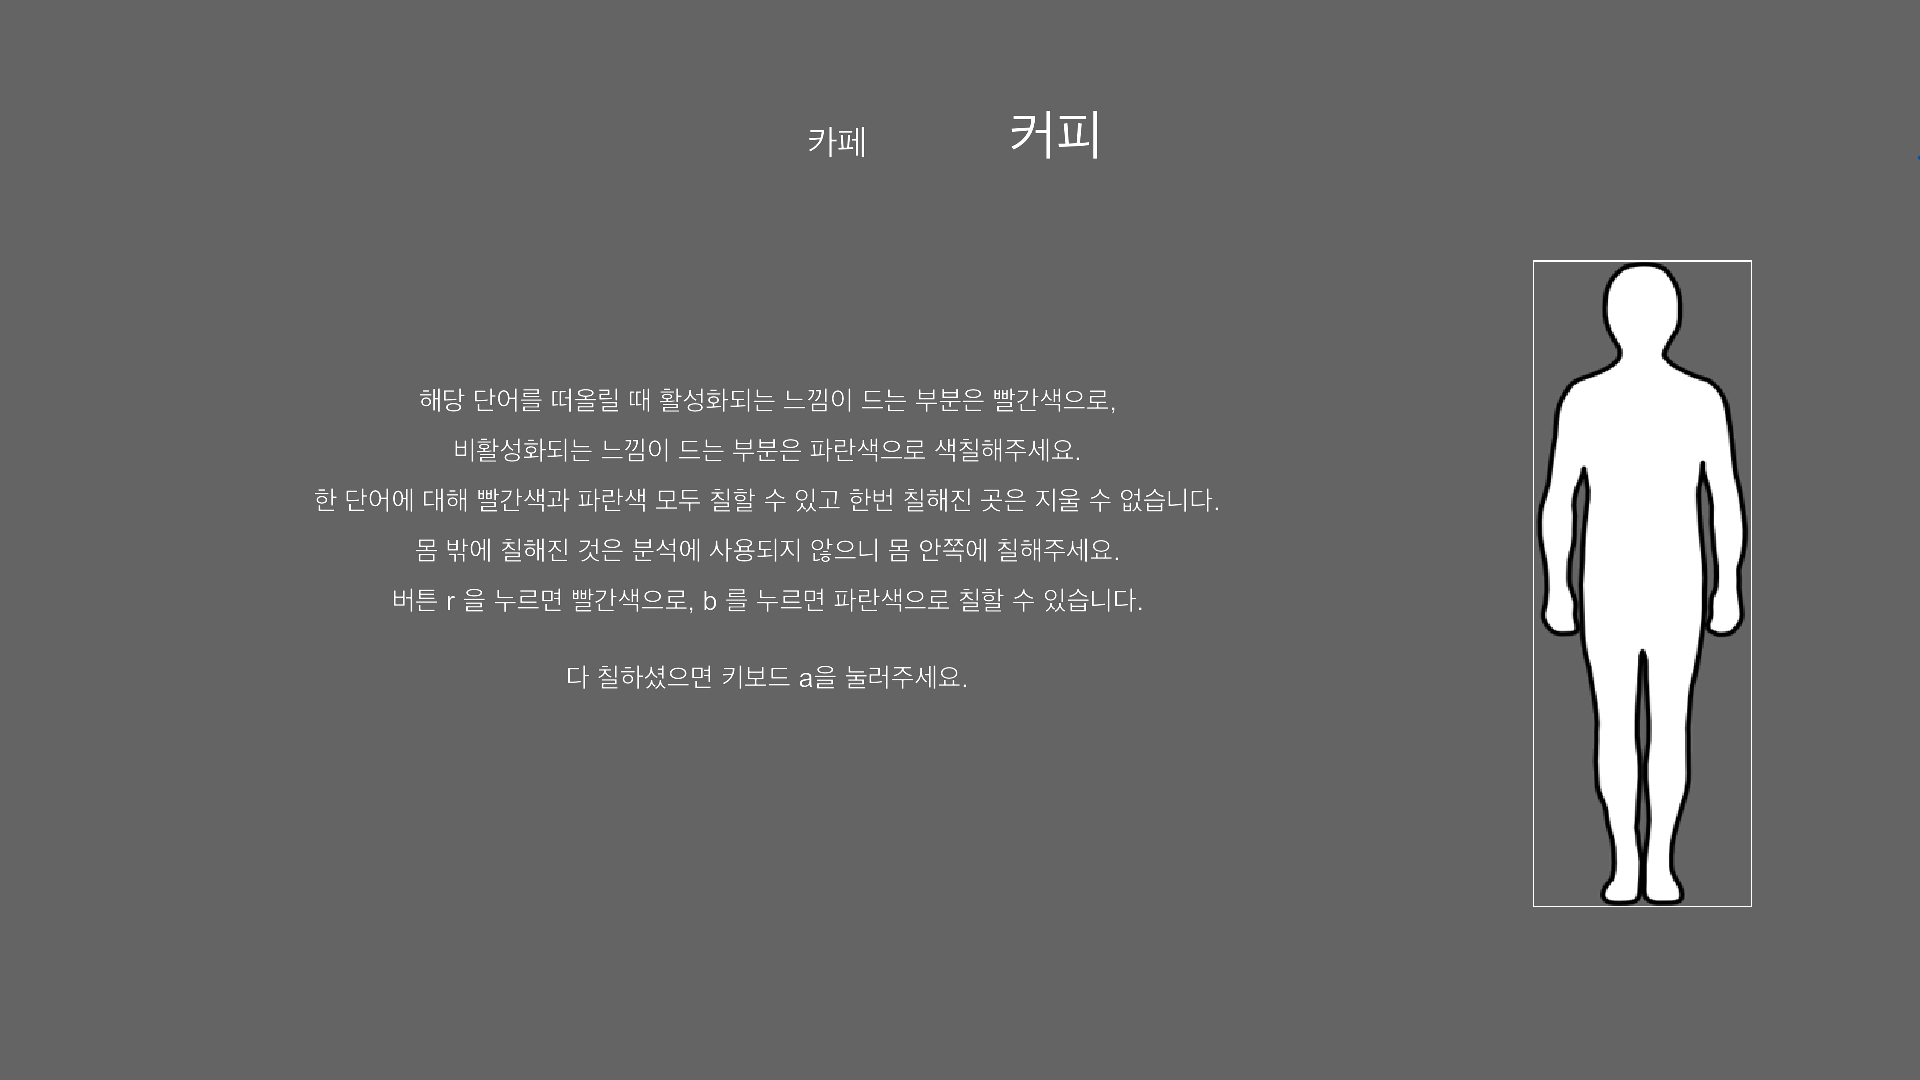 카페 커피
해당 단어를 떠올릴 때 활성화되는 느낌이 드는 부분은 빨간색으로,
비활성화되는 느낌이 드는 부분은 파란색으로 색칠해주세요.
한 단어에 대해 빨간색과 파란색 모두 칠할 수 있고 한번 칠해진 곳은 지울 수 없습니다.
몸 밖에 칠해진 것은 분석에 사용되지 않으니 몸 안쪽에 칠해주세요.
버튼 r 을 누르면 빨간색으로, b 를 누르면 파란색으로 칠할 수 있습니다.
다 칠하셨으면 키보드 a을 눌러주세요.